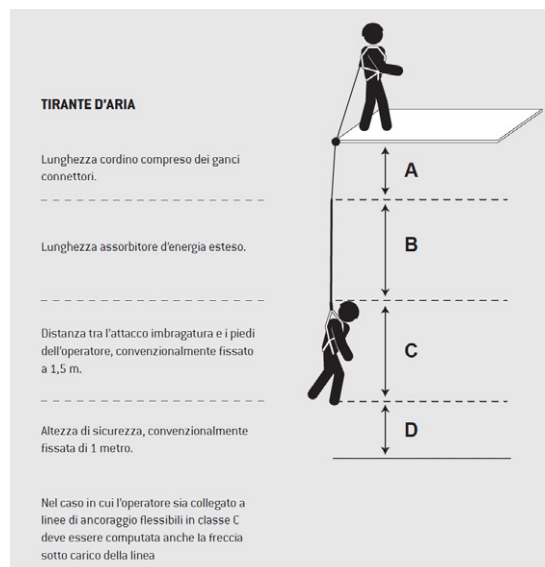 TIRANTE D'ARIA
Lunghezza cordino compreso dei ganci
connettori.
A
Lunghezza assorbitore d'energia esteso.
B
Distanza tra l'attacco imbragatura e i piedi
dell'operatore, convenzionalmente fissato
a 1,5 m.
C
Altezza di sicurezza, convenzionalmente
fissata di 1 metro.
D
Nel caso in cui l'operatore sia collegato a
linee di ancoraggio flessibili in classe C
deve essere computata anche la freccia
sotto carico della linea